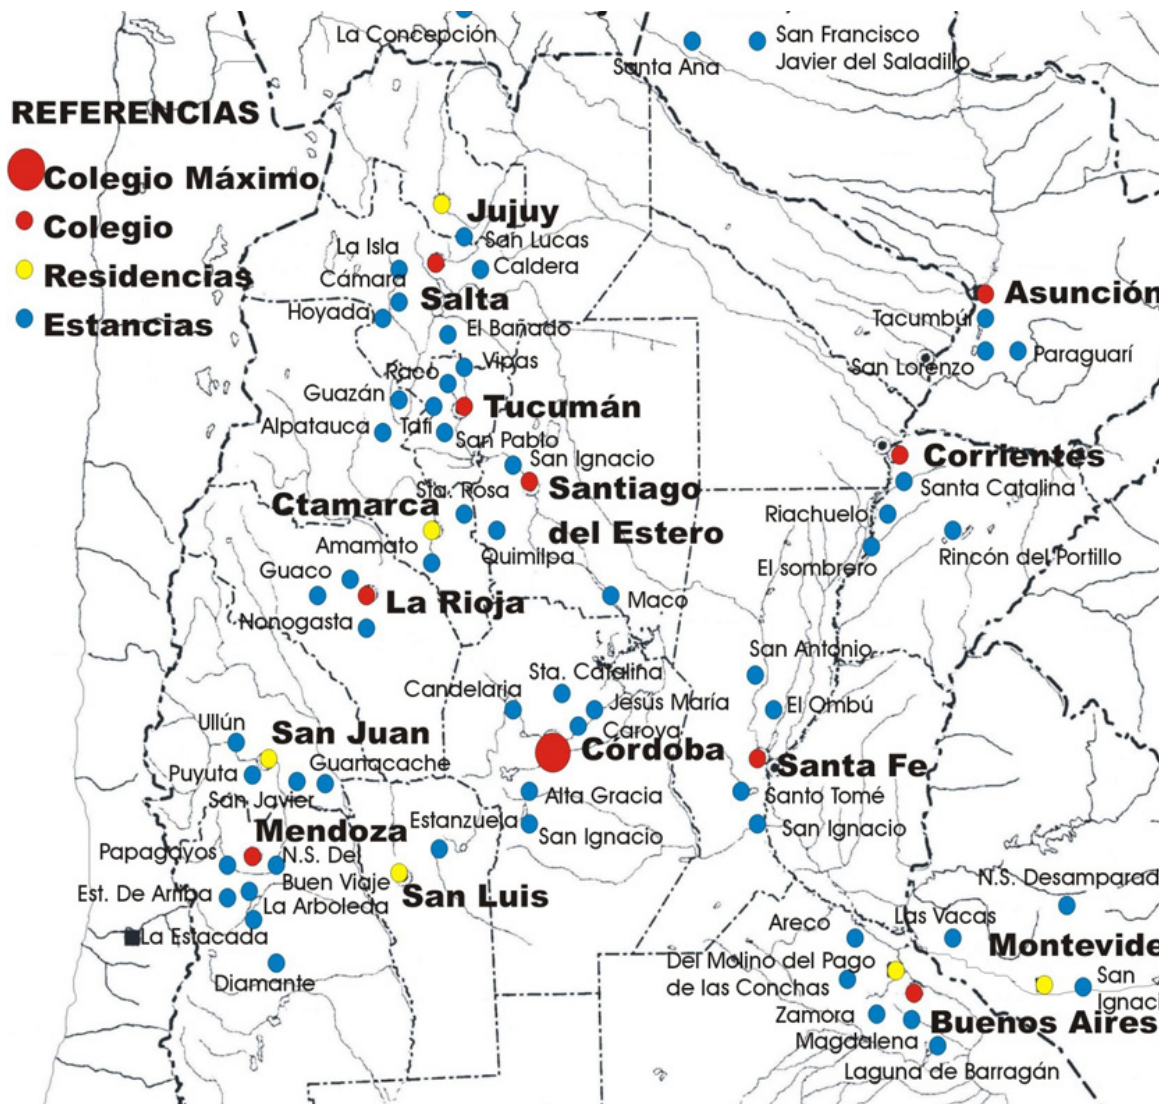 La Concepción
Santa Ana
San Francisco
Javier del Saladillo
REFERENCIAS
Colegio Máximo
Colegio
Residencias
Estancias
Jujuy
San Lucas
La Isla
Caldera
Cámara
Salta
Hoyada
El Bañado
Asunción
Tacumbúi
Paraguarí
San Lorenzo
Vipas
Raco
Guazán
Tucumán
Alpatauca
Tafí
San Pablo
San Ignacio
Corrientes
Santa Catalina
Sta. Rosa
Santiago
del Estero
Ctamarca
Riachuelo
Amamato
Quimilpa
El sombrero
Rincón del Portillo
Guaco
La Rioja
Nonogasta
Maco
San Antonio
Sta. Catalina
Candelaria
Jesús María
El Ombú
Caroya
Córdoba
Ullún
San Juan
Guanacache
Puyuta
San Javier
Santa Fe
Alta Gracia
Santo Tomé
Mendoza
Estanzuela
San Ignacio
San Ignacio
Papagayos
N.S. Del
Buen Viaje
Est. De Arriba
La Arboleda
San Luis
N.S. Desamparad
La Estacada
Areco
Las Vacas
Montevide
Diamante
Del Molino del Pago
de las Conchas
San
Ignaci
Zamora
Buenos Aires
Magdalena
Laguna de Barragán